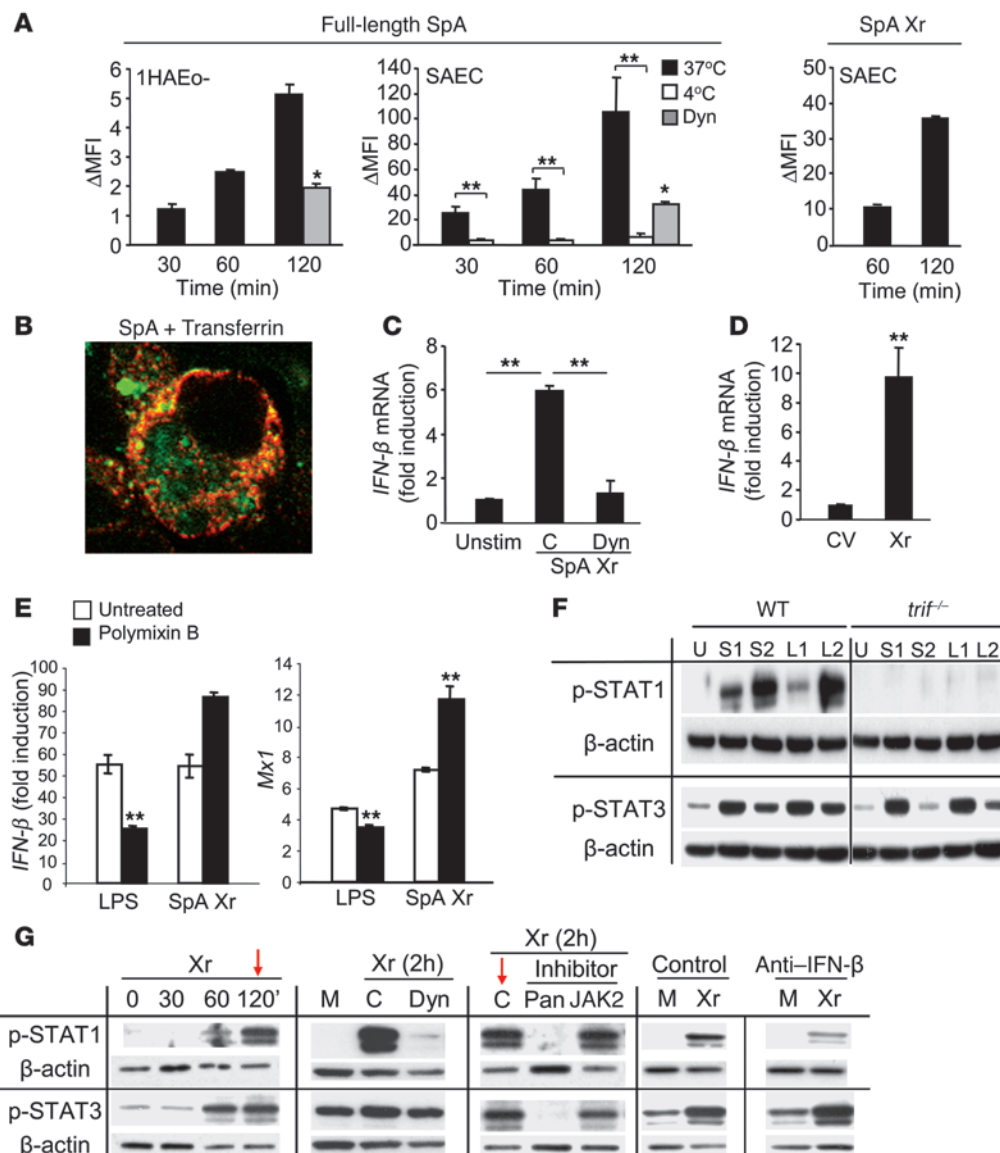 A
Full-length SpA
SpA Xr
1HAEo-
SAEC
SAEC
37ºC
4ºC
Dyn
ΔMFI
6
5
4
3
2
1
0
*
30 60 120
Time (min)
ΔMFI
140
120
100
80
60
40
20
0
** ** ** *
30 60 120
Time (min)
ΔMFI
50
40
30
20
10
0
60 120
Time (min)
B
SpA + Transferrin
C
IFN-β mRNA
(fold induction)
8
6
4
2
0
** **
Unstim C Dyn
SpA Xr
D
IFN-β mRNA
(fold induction)
12
10
8
6
4
2
0
**
CV Xr
E
Untreated
Polymixin B
IFN-β (fold induction)
100
90
80
70
60
50
40
30
20
10
0
**
LPS SpA Xr
Mx1
14
12
10
8
6
4
2
0
** **
LPS SpA Xr
F
WT trif–/–
U S1 S2 L1 L2 U S1 S2 L1 L2
p-STAT1
β-actin
p-STAT3
β-actin
G
Xr
0 30 60 120'
Xr (2h)
M C Dyn
Xr (2h)
Inhibitor
C Pan JAK2
Control
M Xr
Anti–IFN-β
M Xr
p-STAT1
β-actin
p-STAT3
β-actin